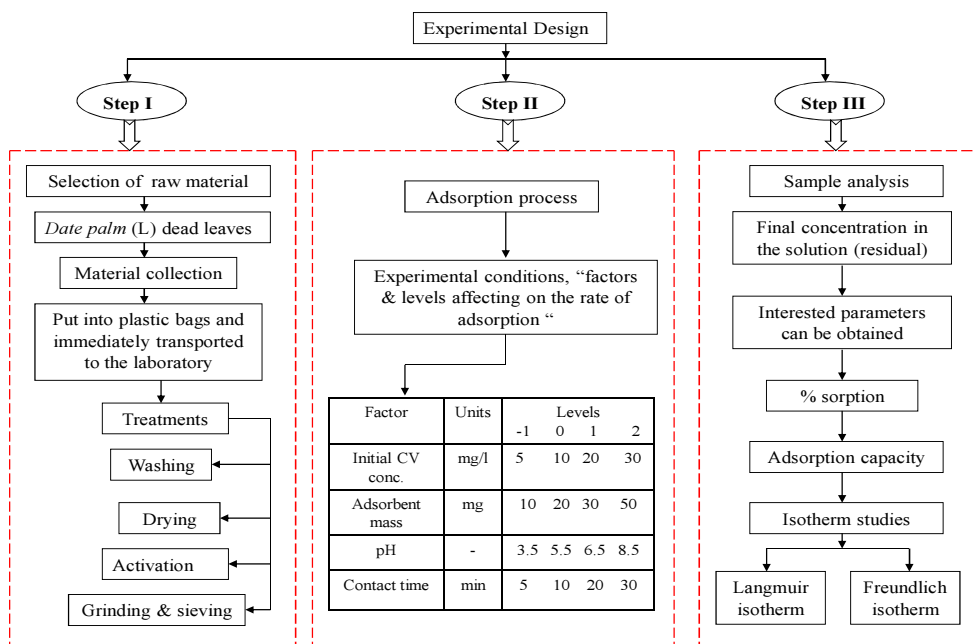 Experimental Design
Step I
Step II
Step III
Selection of raw material
Date palm (L) dead leaves
Material collection
Put into plastic bags and
immediately transported
to the laboratory
Treatments
Washing
Drying
Activation
Grinding & sieving
Adsorption process
Experimental conditions, “factors
& levels affecting on the rate of
adsorption “
Factor Units Levels
-1 0 1 2
Initial CV mg/l 5 10 20 30
conc.
Adsorbent mg 10 20 30 50
mass
pH - 3.5 5.5 6.5 8.5
Contact time min 5 10 20 30
Sample analysis
Final concentration in
the solution (residual)
Interested parameters
can be obtained
% sorption
Adsorption capacity
Isotherm studies
Langmuir
isotherm
Freundlich
isotherm